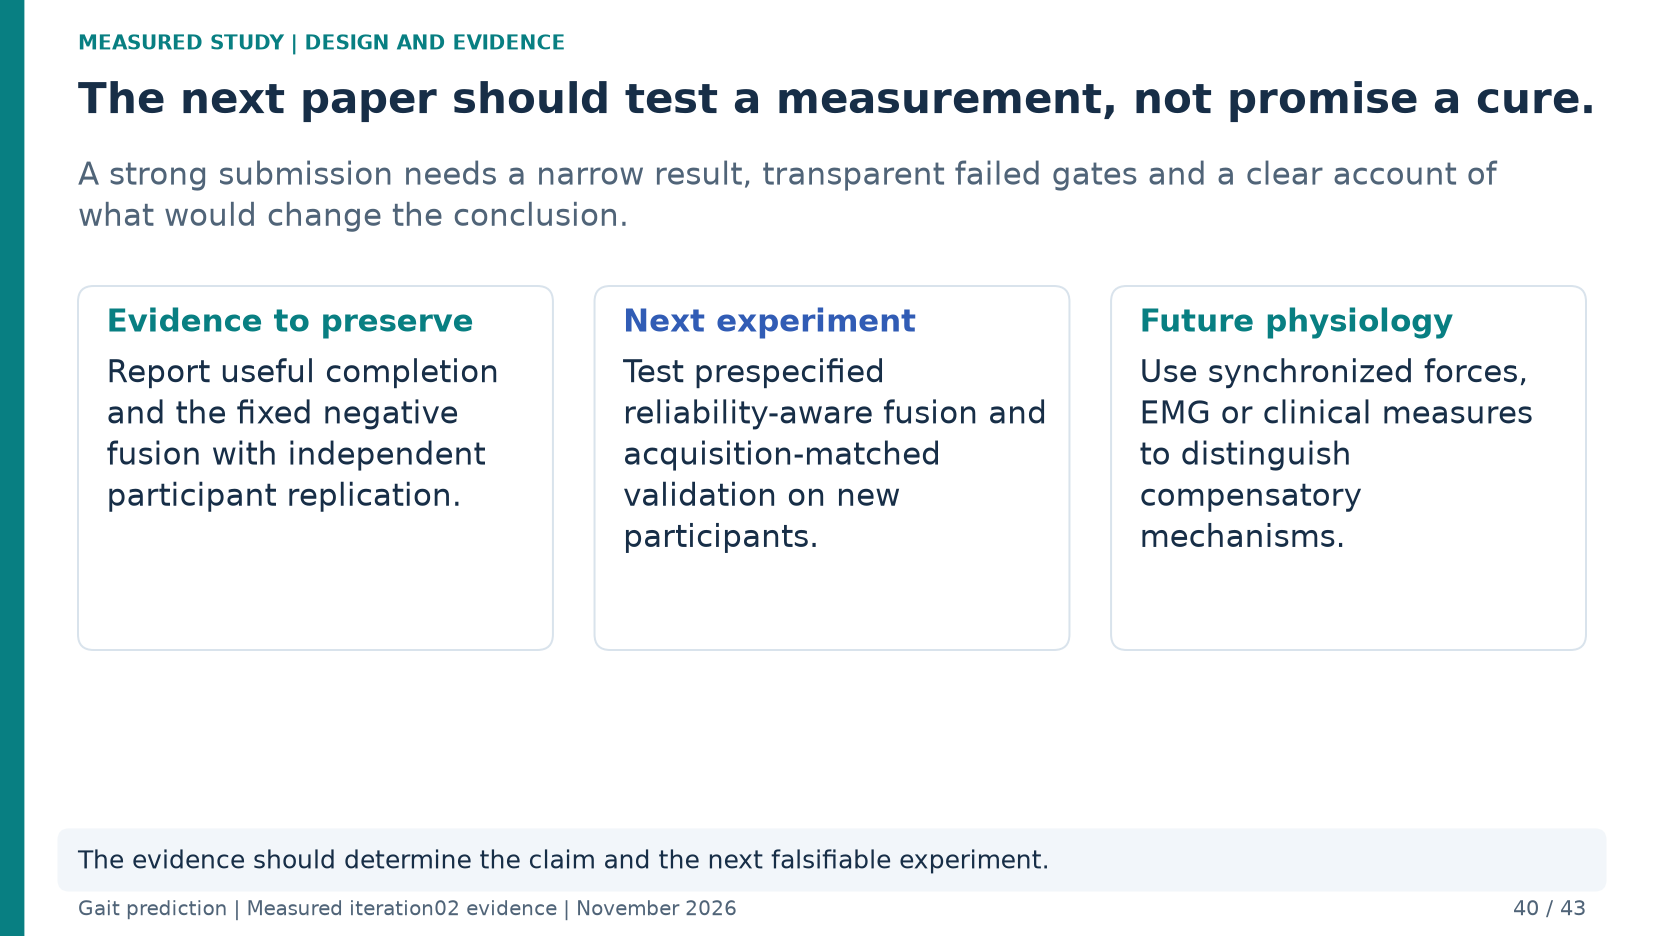 MEASURED STUDY | DESIGN AND EVIDENCE
The next paper should test a measurement, not promise a cure.
A strong submission needs a narrow result, transparent failed gates and a clear account of
what would change the conclusion.
Evidence to preserve
Report useful completion
and the fixed negative
fusion with independent
participant replication.
Next experiment
Test prespecified
reliability-aware fusion and
acquisition-matched
validation on new
participants.
Future physiology
Use synchronized forces,
EMG or clinical measures
to distinguish
compensatory
mechanisms.
The evidence should determine the claim and the next falsifiable experiment.
Gait prediction | Measured iteration02 evidence | November 2026
40 / 43